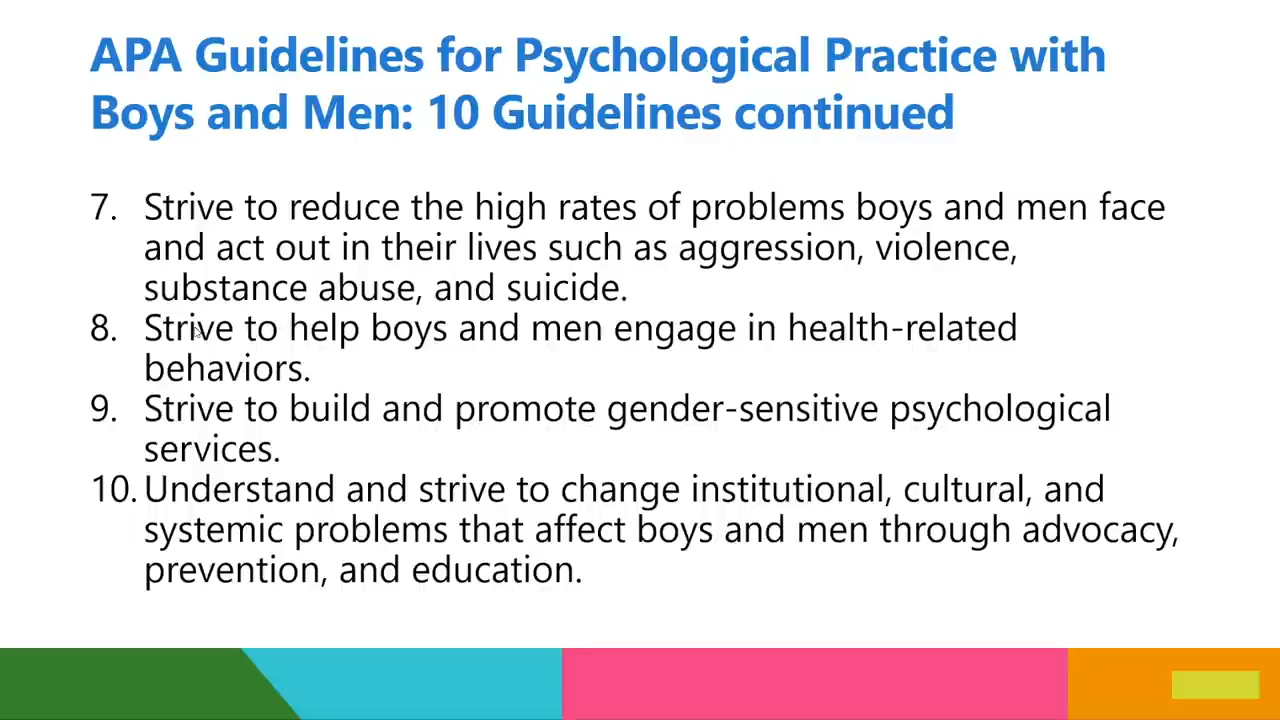 APA Guidelines for Psychological Practice with
Boys and Men: 10 Guidelines continued
7. Strive to reduce the high rates of problems boys and men face
and act out in their lives such as aggression, violence,
substance abuse, and suicide.
8. Strive to help boys and men engage in health-related
behaviors.
9. Strive to build and promote gender-sensitive psychological
services.
10. Understand and strive to change institutional, cultural, and
systemic problems that affect boys and men through advocacy,
prevention, and education.